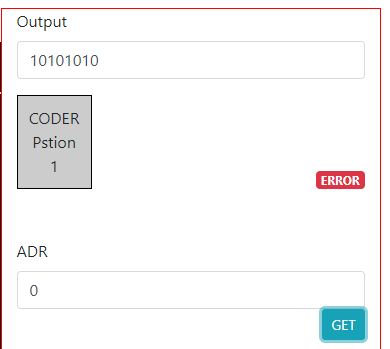 Output
10101010
CODER
Pstion
1
ERROR
ADR
0
GET